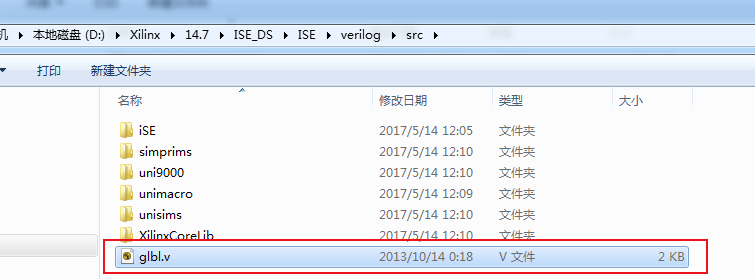 机 ▸ 本地磁盘 (D:) ▸ Xilinx ▸ 14.7 ▸ ISE_DS ▸ ISE ▸ verilog ▸ src ▸
打印 新建文件夹
名称 修改日期 类型 大小
iSE 2017/5/14 12:05 文件夹
simprims 2017/5/14 12:10 文件夹
uni9000 2017/5/14 12:10 文件夹
unimacro 2017/5/14 12:09 文件夹
unisims 2017/5/14 12:10 文件夹
XilinxCoreLib 2017/5/14 12:10 文件夹
glbl.v 2013/10/14 0:18 V 文件 2 KB